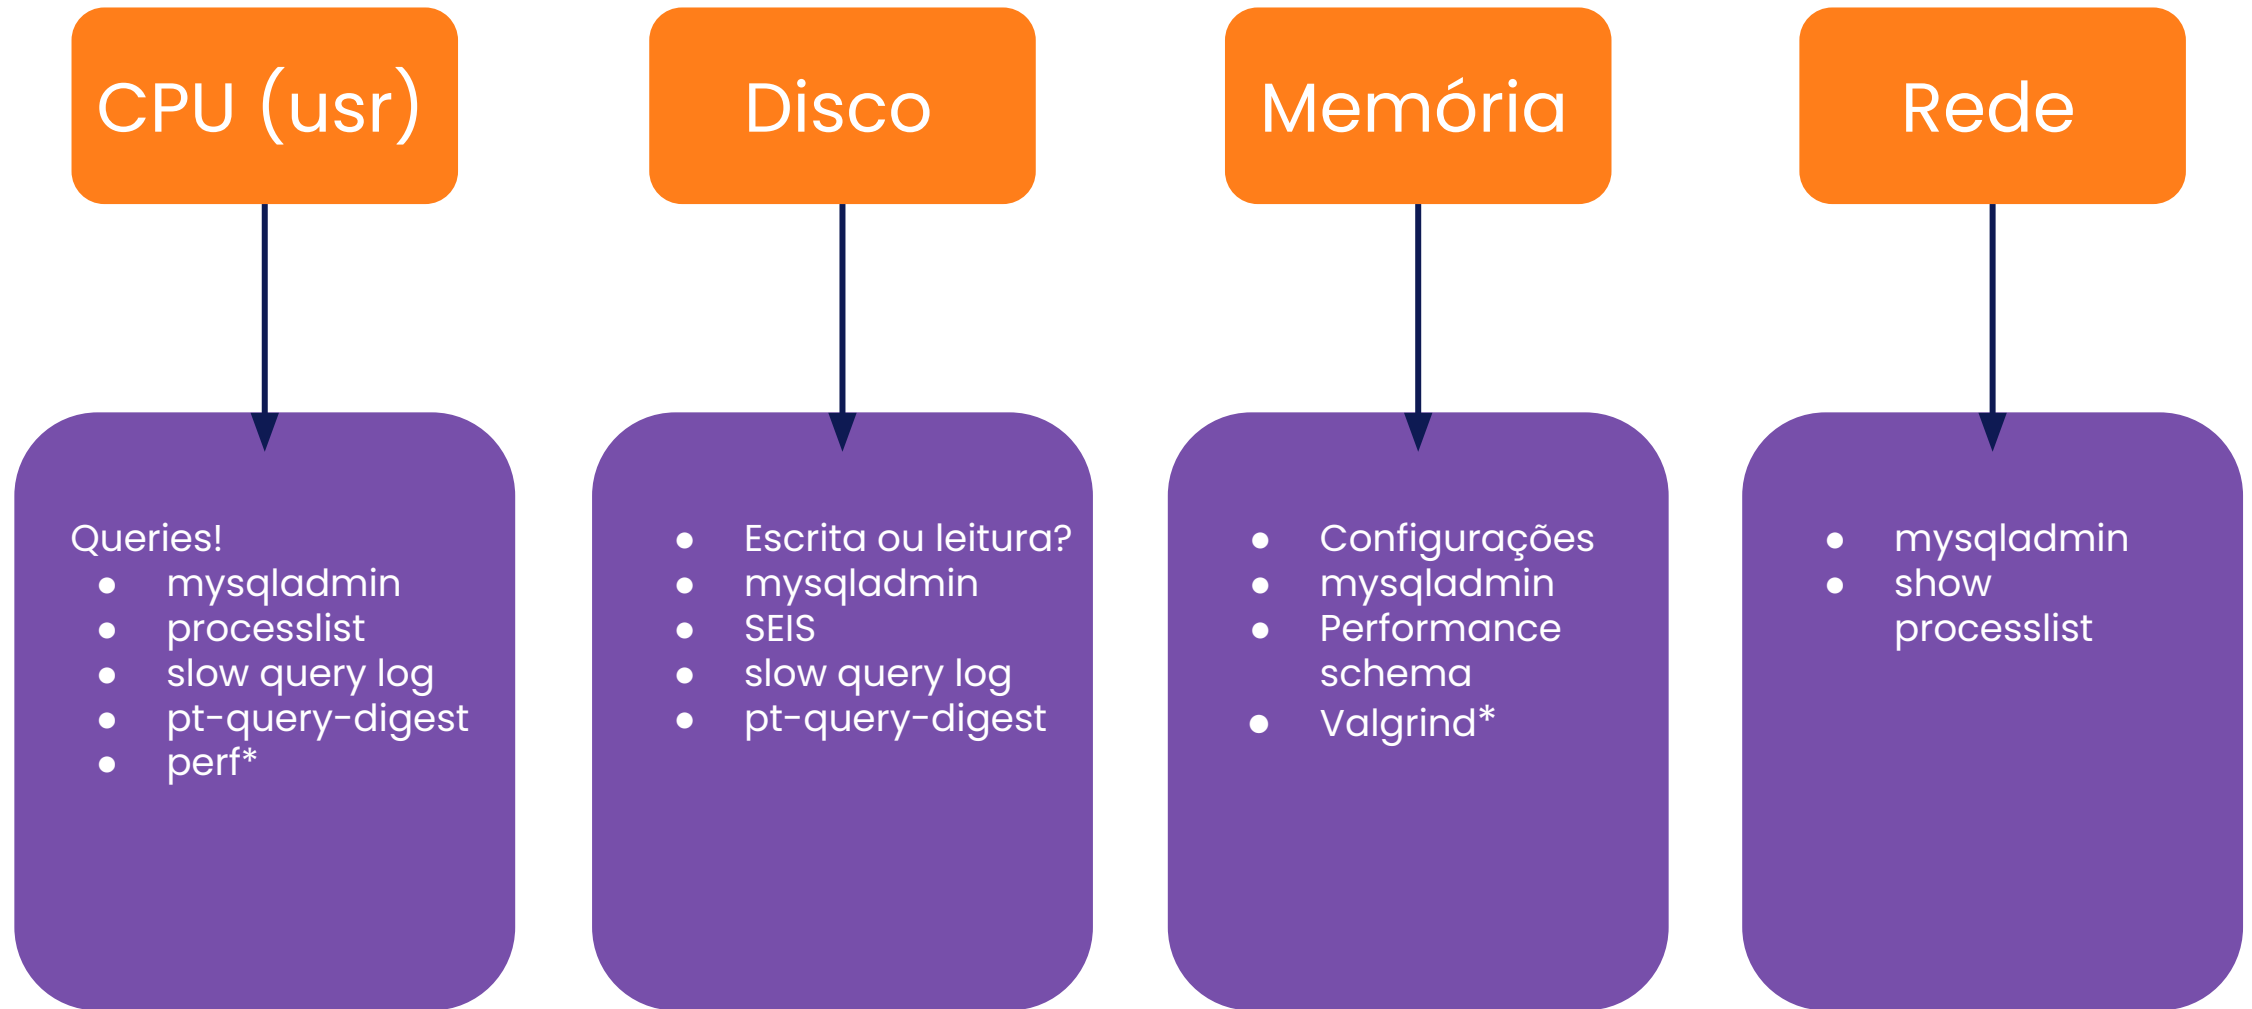 CPU (usr)
Disco
Memória
Rede
Queries!
● mysqladmin
● processlist
● slow query log
● pt-query-digest
● perf*
● Escrita ou leitura?
● mysqladmin
● SEIS
● slow query log
● pt-query-digest
● Configurações
● mysqladmin
● Performance
schema
● Valgrind*
● mysqladmin
● show
processlist